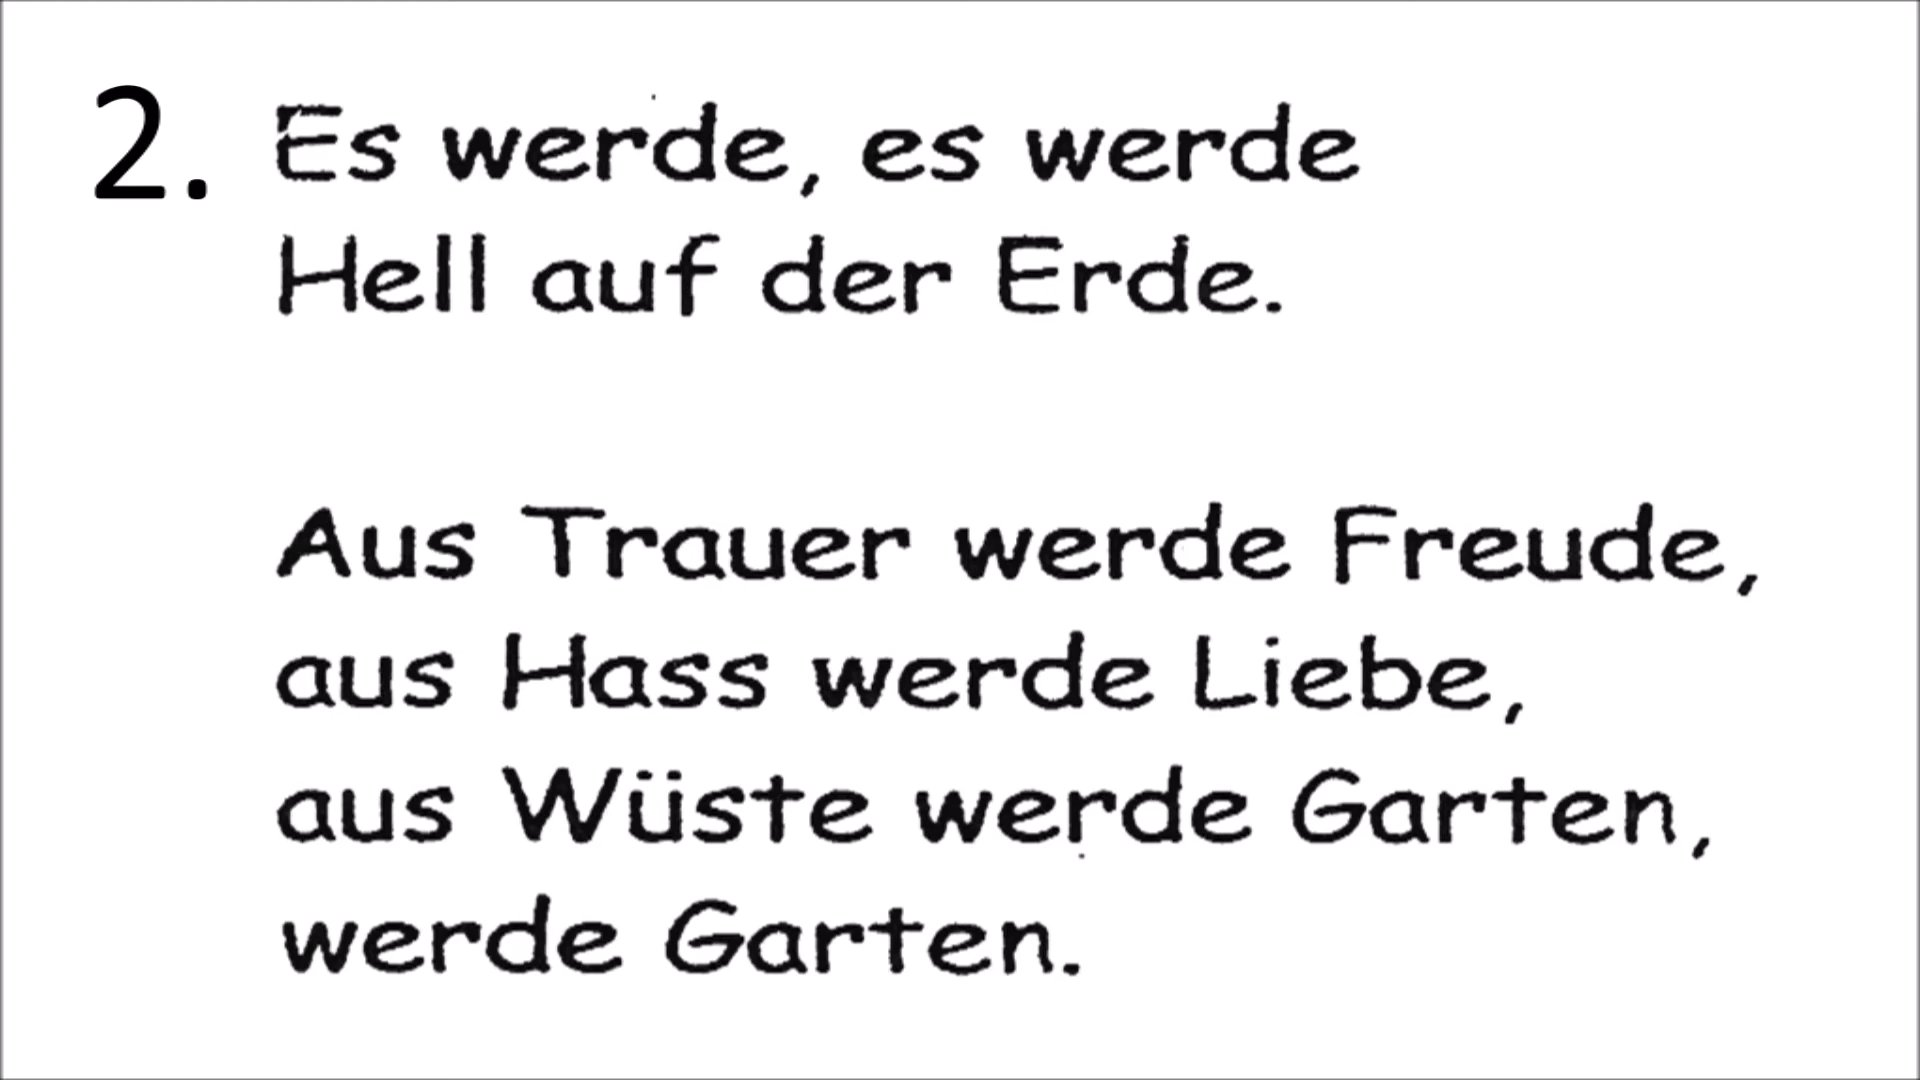 2. Es werde, es werde
Hell auf der Erde.
Aus Trauer werde Freude,
aus Hass werde Liebe,
aus Wüste werde Garten,
werde Garten.